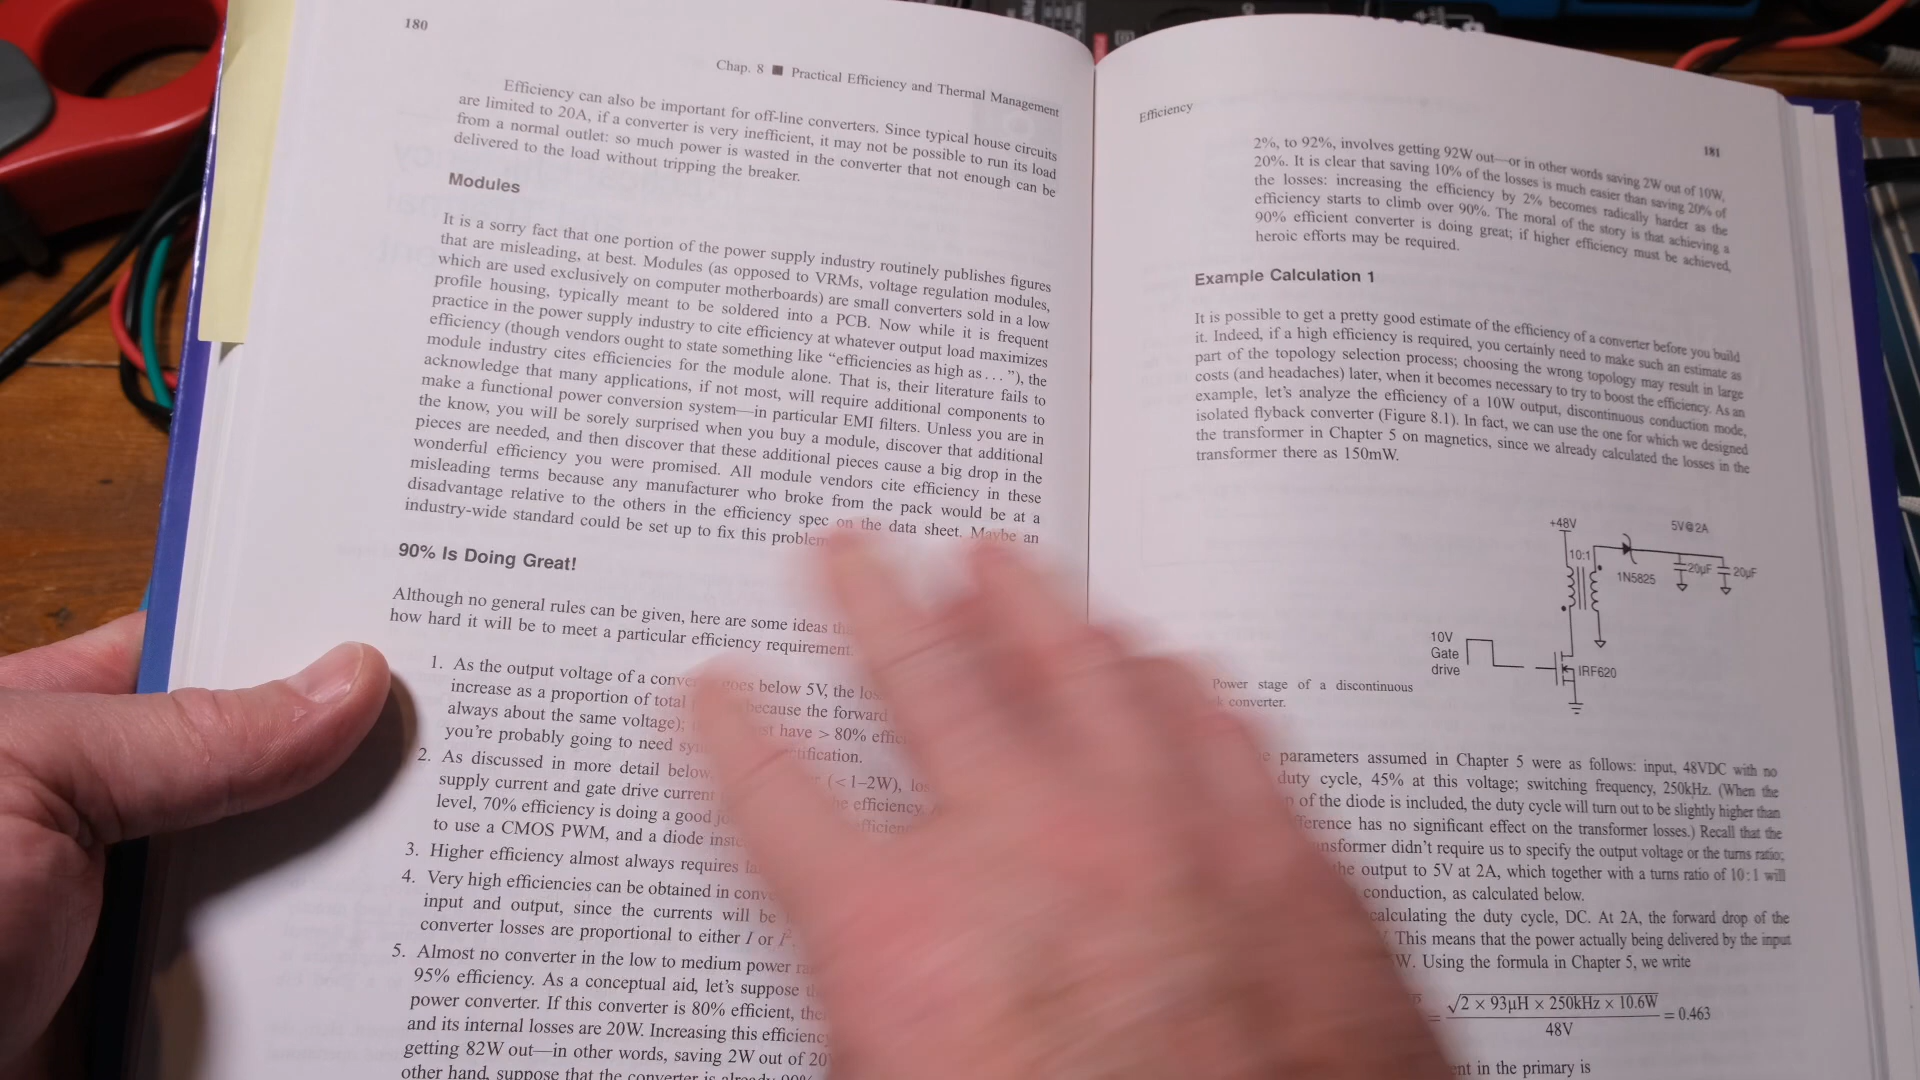 180
Chap. 8 ■ Practical Efficiency and Thermal Management
Efficiency can also be important for off-line converters. Since typical house circuits
are limited to 20A, if a converter is very inefficient, it may not be possible to run its load
from a normal outlet: so much power is wasted in the converter that not enough can be
delivered to the load without tripping the breaker.
Modules
It is a sorry fact that one portion of the power supply industry routinely publishes figures
that are misleading, at best. Modules (as opposed to VRMs, voltage regulation modules,
which are used exclusively on computer motherboards) are small converters sold in a low
profile housing, typically meant to be soldered into a PCB. Now while it is frequent
practice in the power supply industry to cite efficiency at whatever output load maximizes
efficiency (though vendors ought to state something like “efficiencies as high as . . . ”), the
module industry cites efficiencies for the module alone. That is, their literature fails to
acknowledge that many applications, if not most, will require additional components to
make a functional power conversion system—in particular EMI filters. Unless you are in
the know, you will be sorely surprised when you buy a module, discover that additional
pieces are needed, and then discover that these additional pieces cause a big drop in the
wonderful efficiency you were promised. All module vendors cite efficiency in these
misleading terms because any manufacturer who broke from the pack would be at a
disadvantage relative to the others in the efficiency spec on the data sheet. Maybe an
industry-wide standard could be set up to fix this problem
90% Is Doing Great!
Although no general rules can be given, here are some ideas
how hard it will be to meet a particular efficiency requirement.
1. As the output voltage of a goes below 5V, the
increase as a proportion of total because the forward
always about the same voltage); have > 80%
you're probably going to need
2. As discussed in more detail below, (<1–2W),
supply current and gate drive current efficiency.
level, 70% efficiency is doing a good
to use a CMOS PWM, and a diode
3. Higher efficiency almost always requires
4. Very high efficiencies can be obtained in
input and output, since the currents will be
converter losses are proportional to either I or
5. Almost no converter in the low to medium power
95% efficiency. As a conceptual aid, let's suppose
power converter. If this converter is 80% efficient,
and its internal losses are 20W. Increasing this efficiency
getting 82W out—in other words, saving 2W out of 20
other hand, suppose that the converter is already
Efficiency
181
2%, to 92%, involves getting 92W out—or in other words saving 2W out of 10W,
20%. It is clear that saving 10% of the losses is much easier than saving 20% of
the losses: increasing the efficiency by 2% becomes radically harder as the
efficiency starts to climb over 90%. The moral of the story is that achieving a
90% efficient converter is doing great; if higher efficiency must be achieved,
heroic efforts may be required.
Example Calculation 1
It is possible to get a pretty good estimate of the efficiency of a converter before you build
it. Indeed, if a high efficiency is required, you certainly need to make such an estimate as
part of the topology selection process; choosing the wrong topology may result in large
costs (and headaches) later, when it becomes necessary to try to boost the efficiency. As an
example, let's analyze the efficiency of a 10W output, discontinuous conduction mode,
isolated flyback converter (Figure 8.1). In fact, we can use the one for which we designed
the transformer in Chapter 5 on magnetics, since we already calculated the losses in the
transformer there as 150mW.
+48V
5V@2A
10:1
1N5825
20µF
20µF
10V
Gate
drive
IRF620
Power stage of a discontinuous
converter.
parameters assumed in Chapter 5 were as follows: input, 48VDC with no
duty cycle, 45% at this voltage; switching frequency, 250kHz. (When the
of the diode is included, the duty cycle will turn out to be slightly higher than
has no significant effect on the transformer losses.) Recall that the
didn't require us to specify the output voltage or the turns ratio;
the output to 5V at 2A, which together with a turns ratio of 10:1 will
conduction, as calculated below.
calculating the duty cycle, DC. At 2A, the forward drop of the
This means that the power actually being delivered by the input
W. Using the formula in Chapter 5, we write
= √2 × 93µH × 250kHz × 10.6W
48V
= 0.463
in the primary is